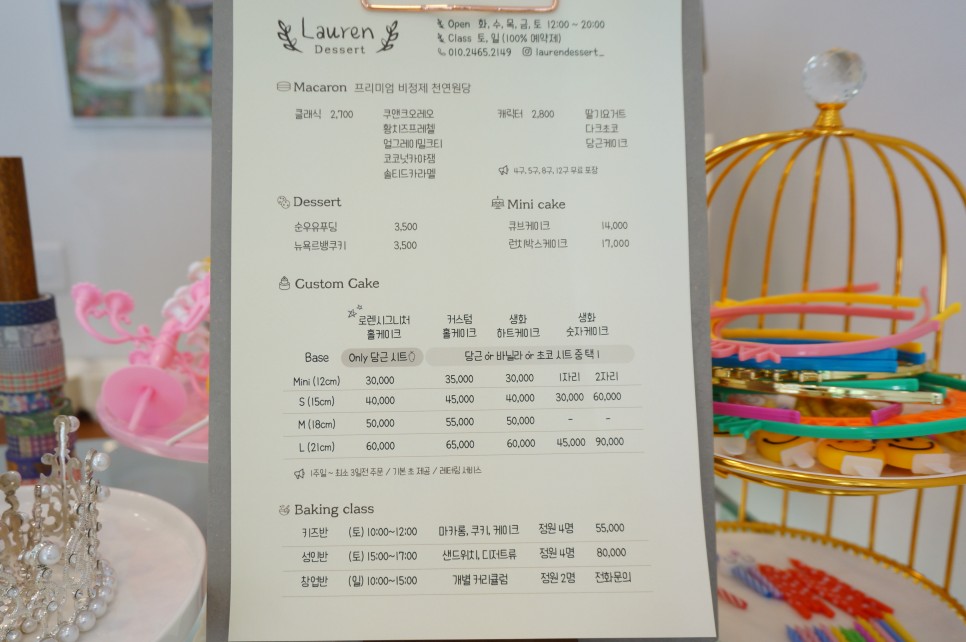 Lauren
Dessert
Open 화, 수, 목, 금, 토 12:00 ~ 20:00
Class 토, 일 (100% 예약제)
010.2465.2149 laurendessert_
Macaron 프리미엄 비정제 천연원당
클래식 2,700 쿠앤크오레오 캐릭터 2,800 딸기요거트
황치즈프레첼 다크초코
얼그레이밀크티 당근케이크
코코넛카야잼
솔티드카라멜 4구, 5구, 8구, 12구 무료 포장
Dessert Mini cake
순우유푸딩 3,500 큐브케이크 14,000
뉴욕르뱅쿠키 3,500 런치박스케이크 17,000
Custom Cake
로렌시그니처 커스텀 생화 생화
홀케이크 홀케이크 하트케이크 숫자케이크
Base Only 당근 시트 당근 or 바닐라 or 초코 시트 중 택 1
Mini (12cm) 30,000 35,000 30,000 1자리 2자리
S (15cm) 40,000 45,000 40,000 30,000 60,000
M (18cm) 50,000 55,000 50,000 - -
L (21cm) 60,000 65,000 60,000 45,000 90,000
1주일 ~ 최소 3일전 주문 / 기본 초 제공 / 레터링 서비스
Baking class
키즈반 (토) 10:00~12:00 마카롱, 쿠키, 케이크 정원 4명 55,000
성인반 (토) 15:00~17:00 샌드위치, 디저트류 정원 4명 80,000
창업반 (일) 10:00~15:00 개별 커리큘럼 정원 2명 전화문의